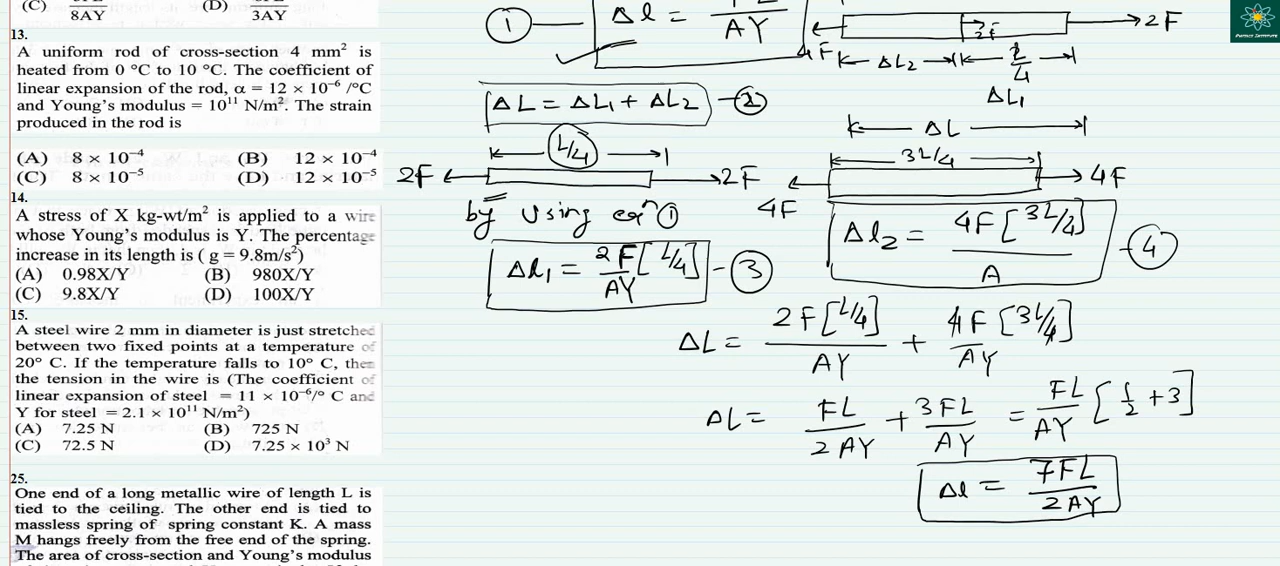 (C) 8AY (D) 3AY
13.
A uniform rod of cross-section 4 mm² is
heated from 0 °C to 10 °C. The coefficient of
linear expansion of the rod, α = 12 × 10⁻⁶ /°C
and Young's modulus = 10¹¹ N/m². The strain
produced in the rod is
(A) 8 × 10⁻⁴ (B) 12 × 10⁻⁴
(C) 8 × 10⁻⁵ (D) 12 × 10⁻⁵
14.
A stress of X kg-wt/m² is applied to a wire
whose Young's modulus is Y. The percentage
increase in its length is ( g = 9.8m/s²)
(A) 0.98X/Y (B) 980X/Y
(C) 9.8X/Y (D) 100X/Y
15.
A steel wire 2 mm in diameter is just stretched
between two fixed points at a temperature of
20° C. If the temperature falls to 10° C, then
the tension in the wire is (The coefficient of
linear expansion of steel = 11 × 10⁻⁶/° C and
Y for steel = 2.1 × 10¹¹ N/m²)
(A) 7.25 N (B) 725 N
(C) 72.5 N (D) 7.25 × 10³ N
25.
One end of a long metallic wire of length L is
tied to the ceiling. The other end is tied to
massless spring of spring constant K. A mass
M hangs freely from the free end of the spring.
The area of cross-section and Young's modulus
① Δl = AY
4F 2F 2F
ΔL₂ L/4
ΔL₁
ΔL = ΔL₁ + ΔL₂ - ②
ΔL
L/4
3L/4
2F 2F
4F 4F
by using eqⁿ ①
Δl₁ = 2F[L/4] / AY - ③
Δl₂ = 4F[3L/4] / A - ④
ΔL = 2F[L/4] / AY + 4F[3L/4] / AY
ΔL = FL / 2AY + 3FL / AY = FL / AY [1/2 + 3]
Δl = 7FL / 2AY